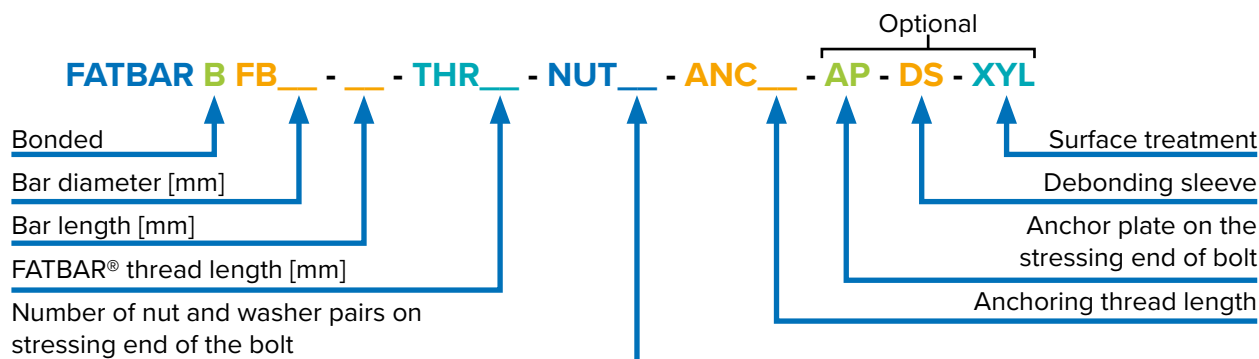 Optional
FATBAR B FB__ - __ - THR__ - NUT__ - ANC__ - AP - DS - XYL
Bonded
Surface treatment
Bar diameter [mm]
Debonding sleeve
Bar length [mm]
Anchor plate on the
stressing end of bolt
FATBAR® thread length [mm]
Anchoring thread length
Number of nut and washer pairs on
stressing end of the bolt